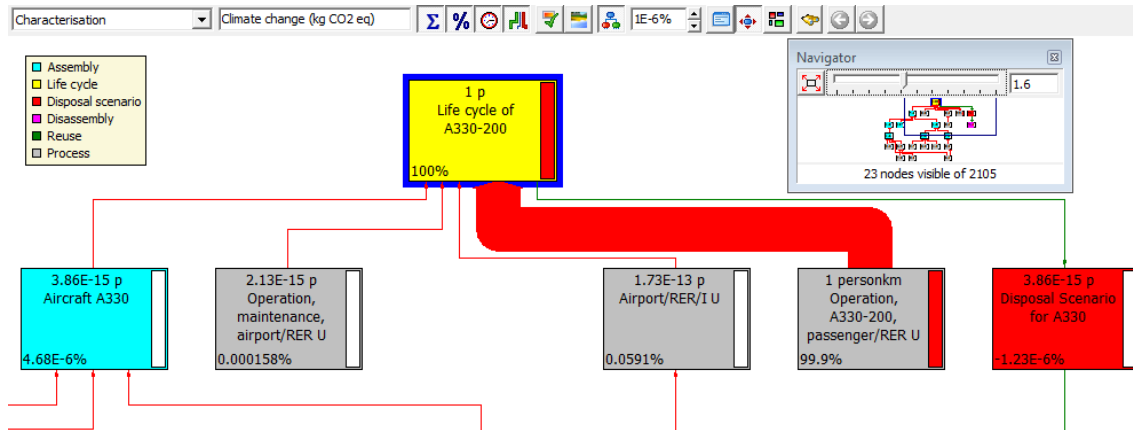 Characterisation
Climate change (kg CO2 eq)
Σ
%
1E-6%
Assembly
Life cycle
Disposal scenario
Disassembly
Reuse
Process
1 p
Life cycle of
A330-200
100%
Navigator
1.6
23 nodes visible of 2105
3.86E-15 p
Aircraft A330
4.68E-6%
2.13E-15 p
Operation,
maintenance,
airport/RER U
0.000158%
1.73E-13 p
Airport/RER/I U
0.0591%
1 personkm
Operation,
A330-200,
passenger/RER U
99.9%
3.86E-15 p
Disposal Scenario
for A330
-1.23E-6%